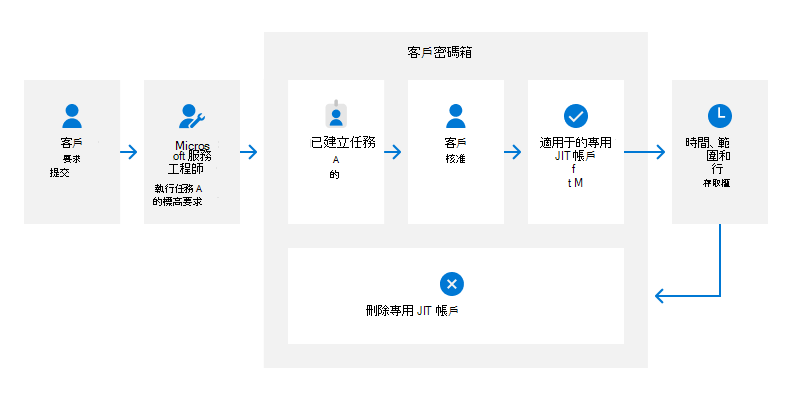 客戶密碼箱
客戶
要求
提交
Micros
oft 服務
工程師
執行任務 A
的標高要求
已建立任務
A
的
客戶
核准
適用于的專用
JIT 帳戶
f
t M
時間、範
圍和
行
存取權
刪除專用 JIT 帳戶